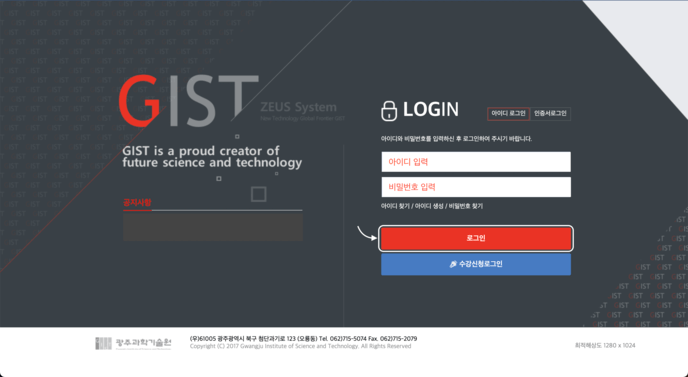 GIST
ZEUS System
GIST is a proud creator of
future science and technology
공지사항
LOGIN
아이디 로그인
인증서로그인
아이디와 비밀번호를 입력하신 후 로그인하여 주시기 바랍니다.
아이디 입력
비밀번호 입력
아이디 찾기 / 아이디 생성 / 비밀번호 찾기
로그인
수강신청로그인
광주과학기술원
(우)61005 광주광역시 북구 첨단과기로 123 (오룡동) Tel. 062)715-5074 Fax. 062)715-2079
Copyright (C) 2017 Gwangju Institute of Science and Technology. All Rights Reserved
최적해상도 1280 x 1024